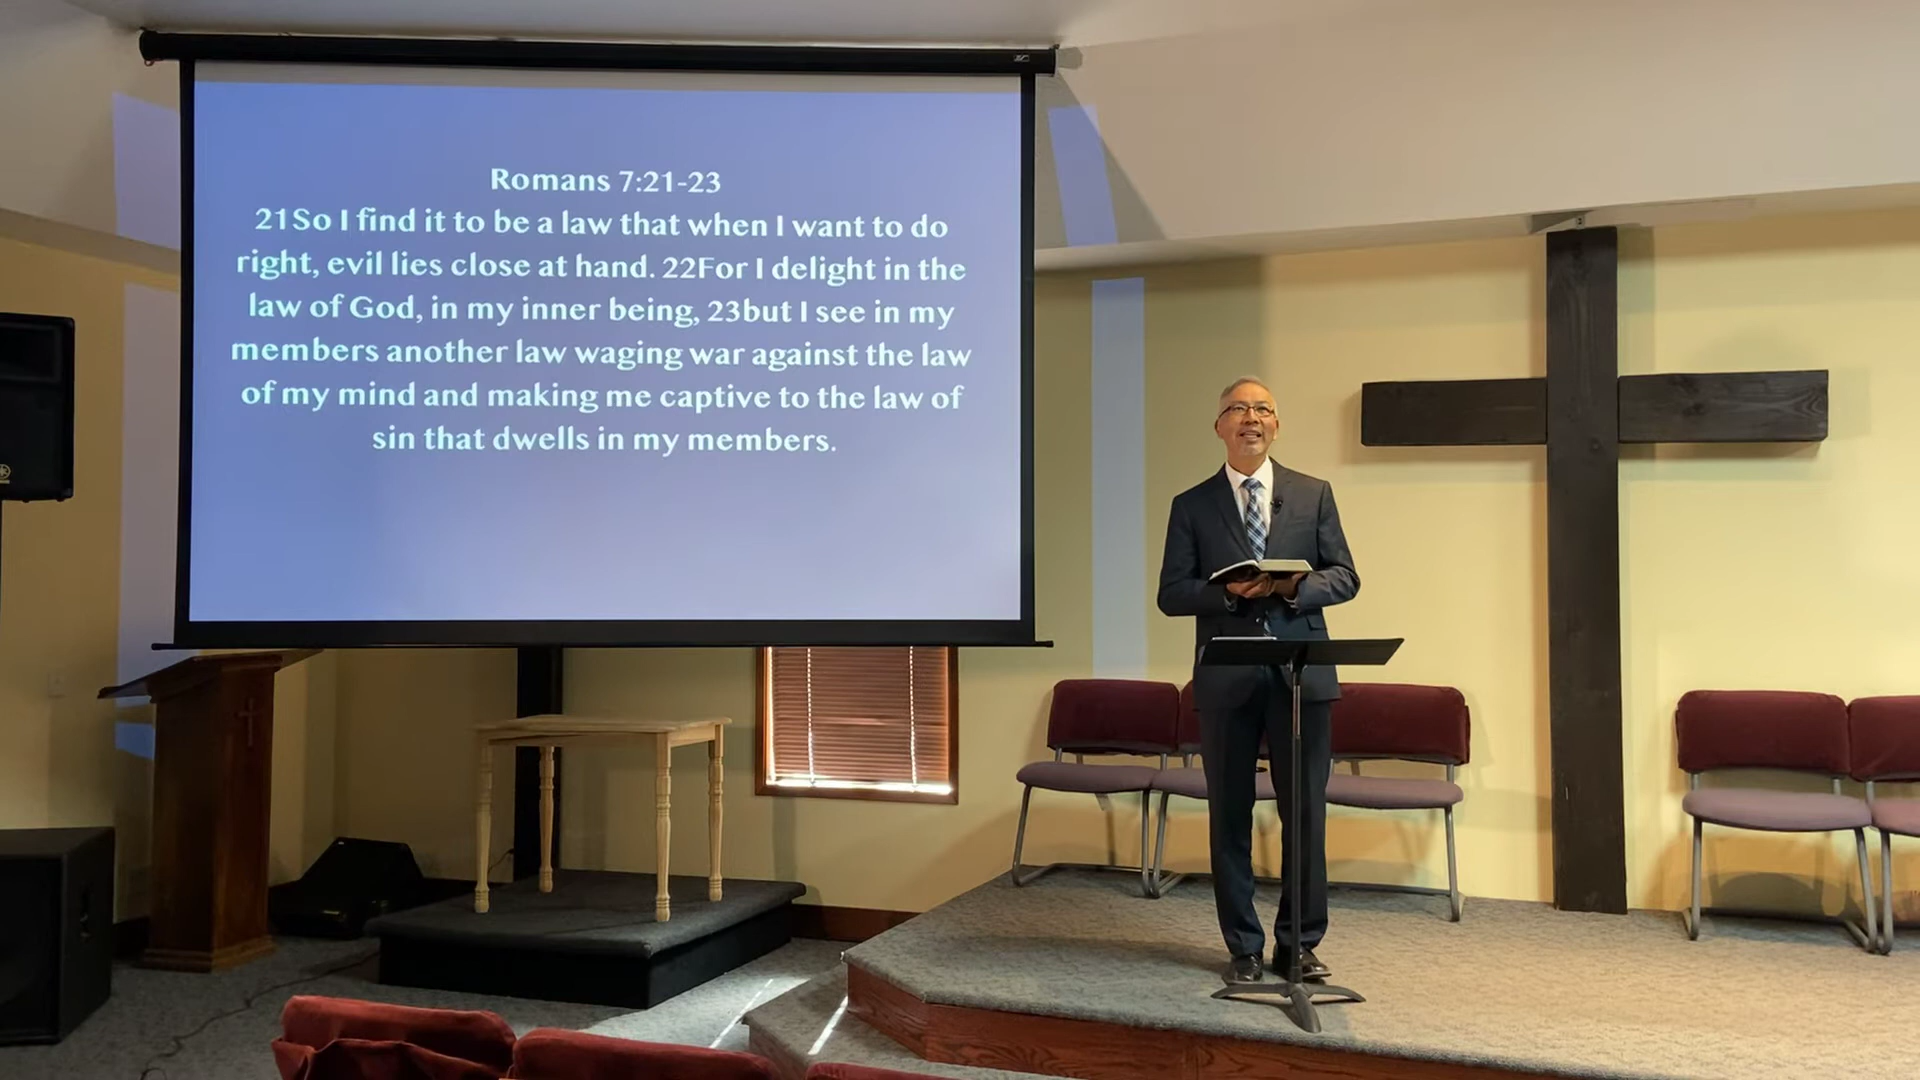 Romans 7:21-23
21So I find it to be a law that when I want to do
right, evil lies close at hand. 22For I delight in the
law of God, in my inner being, 23but I see in my
members another law waging war against the law
of my mind and making me captive to the law of
sin that dwells in my members.